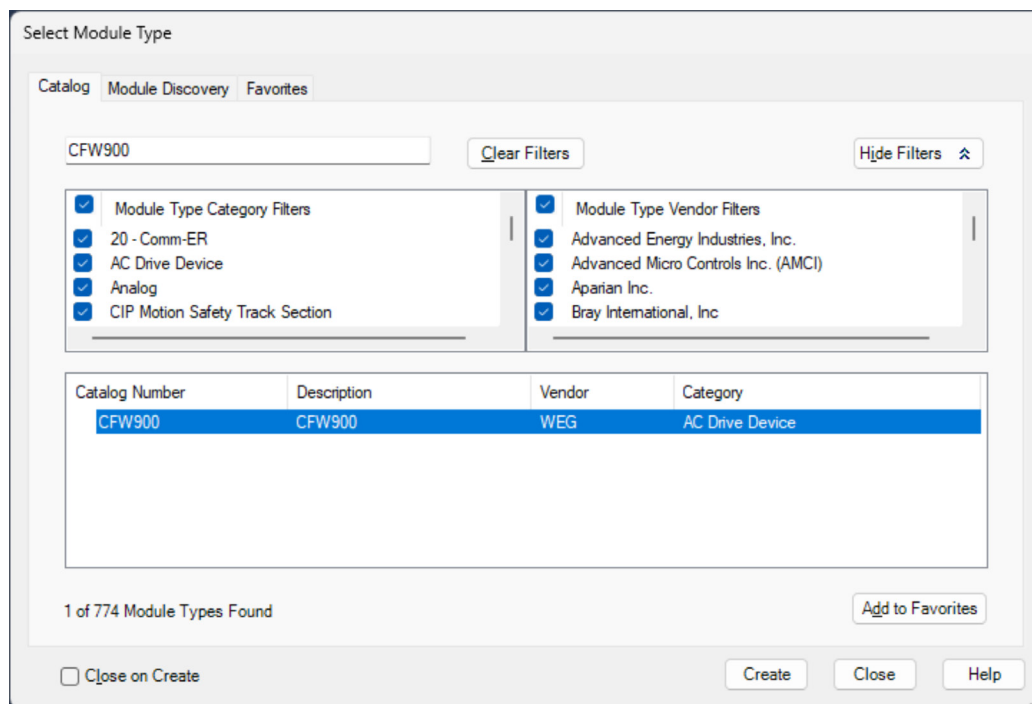 Select Module Type
Catalog Module Discovery Favorites
CFW900 Clear Filters Hide Filters
Module Type Category Filters
20 - Comm-ER
AC Drive Device
Analog
CIP Motion Safety Track Section
Module Type Vendor Filters
Advanced Energy Industries, Inc.
Advanced Micro Controls Inc. (AMCI)
Aparian Inc.
Bray International, Inc
Catalog Number Description Vendor Category
CFW900 CFW900 WEG AC Drive Device
1 of 774 Module Types Found Add to Favorites
Close on Create Create Close Help